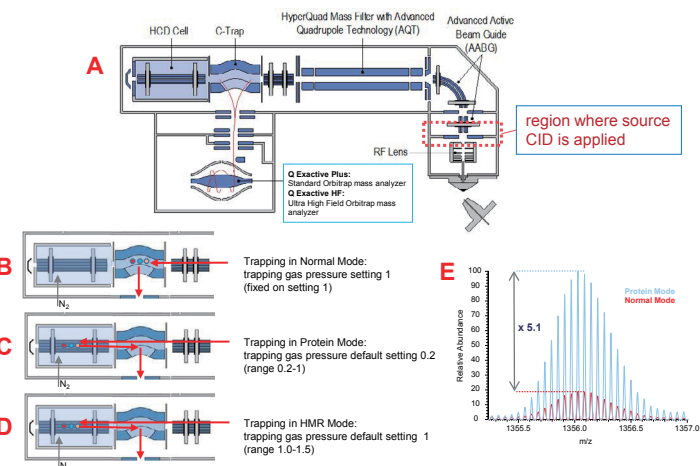 HyperQuad Mass Filter with Advanced
Quadrupole Technology (AQT)
Advanced Active
Beam Guide
(AABG)
HCD Cell
C-Trap
A
region where source
CID is applied
RF Lens
Q Exactive Plus:
Standard Orbitrap mass analyzer
Q Exactive HF:
Ultra High Field Orbitrap mass
analyzer
B
Trapping in Normal Mode:
trapping gas pressure setting 1
(fixed on setting 1)
N2
C
Trapping in Protein Mode:
trapping gas pressure default setting 0.2
(range 0.2-1)
N2
D
Trapping in HMR Mode:
trapping gas pressure default setting 1
(range 1.0-1.5)
N
E
100
90
80
70
60
50
40
30
20
10
0
Relative Abundance
x 5.1
Protein Mode
Normal Mode
1355.5
1356.0
1356.5
1357.0
m/z